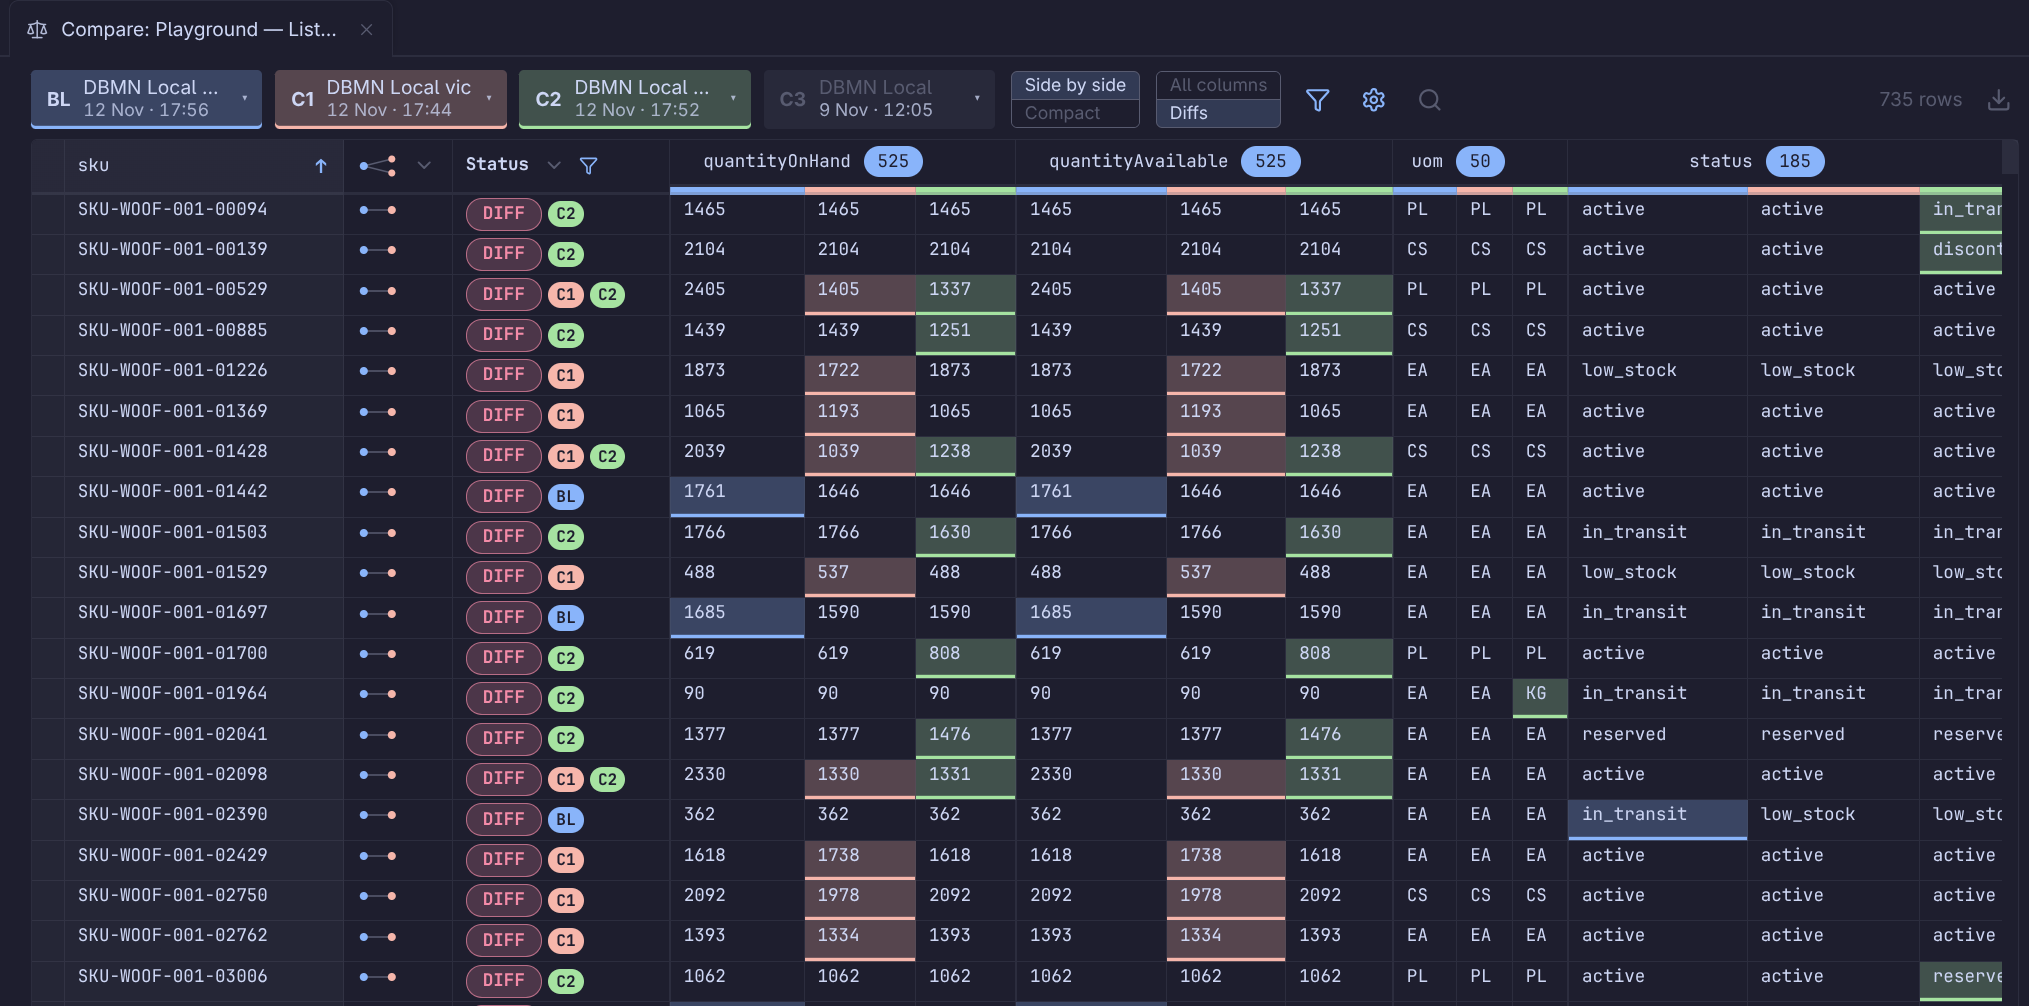 Compare: Playground — List...
BL DBMN Local ... 12 Nov · 17:56
C1 DBMN Local vic 12 Nov · 17:44
C2 DBMN Local ... 12 Nov · 17:52
C3 DBMN Local 9 Nov · 12:05
Side by side
Compact
All columns
Diffs
735 rows
sku Status quantityOnHand 525 quantityAvailable 525 uom 50 status 185
SKU-WOOF-001-00094 DIFF C2 1465 1465 1465 1465 1465 1465 PL PL PL active active in_tran
SKU-WOOF-001-00139 DIFF C2 2104 2104 2104 2104 2104 2104 CS CS CS active active discont
SKU-WOOF-001-00529 DIFF C1 C2 2405 1405 1337 2405 1405 1337 PL PL PL active active active
SKU-WOOF-001-00885 DIFF C2 1439 1439 1251 1439 1439 1251 CS CS CS active active active
SKU-WOOF-001-01226 DIFF C1 1873 1722 1873 1873 1722 1873 EA EA EA low_stock low_stock low_sto
SKU-WOOF-001-01369 DIFF C1 1065 1193 1065 1065 1193 1065 EA EA EA active active active
SKU-WOOF-001-01428 DIFF C1 C2 2039 1039 1238 2039 1039 1238 CS CS CS active active active
SKU-WOOF-001-01442 DIFF BL 1761 1646 1646 1761 1646 1646 EA EA EA active active active
SKU-WOOF-001-01503 DIFF C2 1766 1766 1630 1766 1766 1630 EA EA EA in_transit in_transit in_tran
SKU-WOOF-001-01529 DIFF C1 488 537 488 488 537 488 EA EA EA low_stock low_stock low_sto
SKU-WOOF-001-01697 DIFF BL 1685 1590 1590 1685 1590 1590 EA EA EA in_transit in_transit in_tran
SKU-WOOF-001-01700 DIFF C2 619 619 808 619 619 808 PL PL PL active active active
SKU-WOOF-001-01964 DIFF C2 90 90 90 90 90 90 EA EA KG in_transit in_transit in_tran
SKU-WOOF-001-02041 DIFF C2 1377 1377 1476 1377 1377 1476 EA EA EA reserved reserved reserve
SKU-WOOF-001-02098 DIFF C1 C2 2330 1330 1331 2330 1330 1331 EA EA EA active active active
SKU-WOOF-001-02390 DIFF BL 362 362 362 362 362 362 EA EA EA in_transit low_stock low_sto
SKU-WOOF-001-02429 DIFF C1 1618 1738 1618 1618 1738 1618 EA EA EA active active active
SKU-WOOF-001-02750 DIFF C1 2092 1978 2092 2092 1978 2092 CS CS CS active active active
SKU-WOOF-001-02762 DIFF C1 1393 1334 1393 1393 1334 1393 EA EA EA active active active
SKU-WOOF-001-03006 DIFF C2 1062 1062 1062 1062 1062 1062 PL PL PL active active reserve